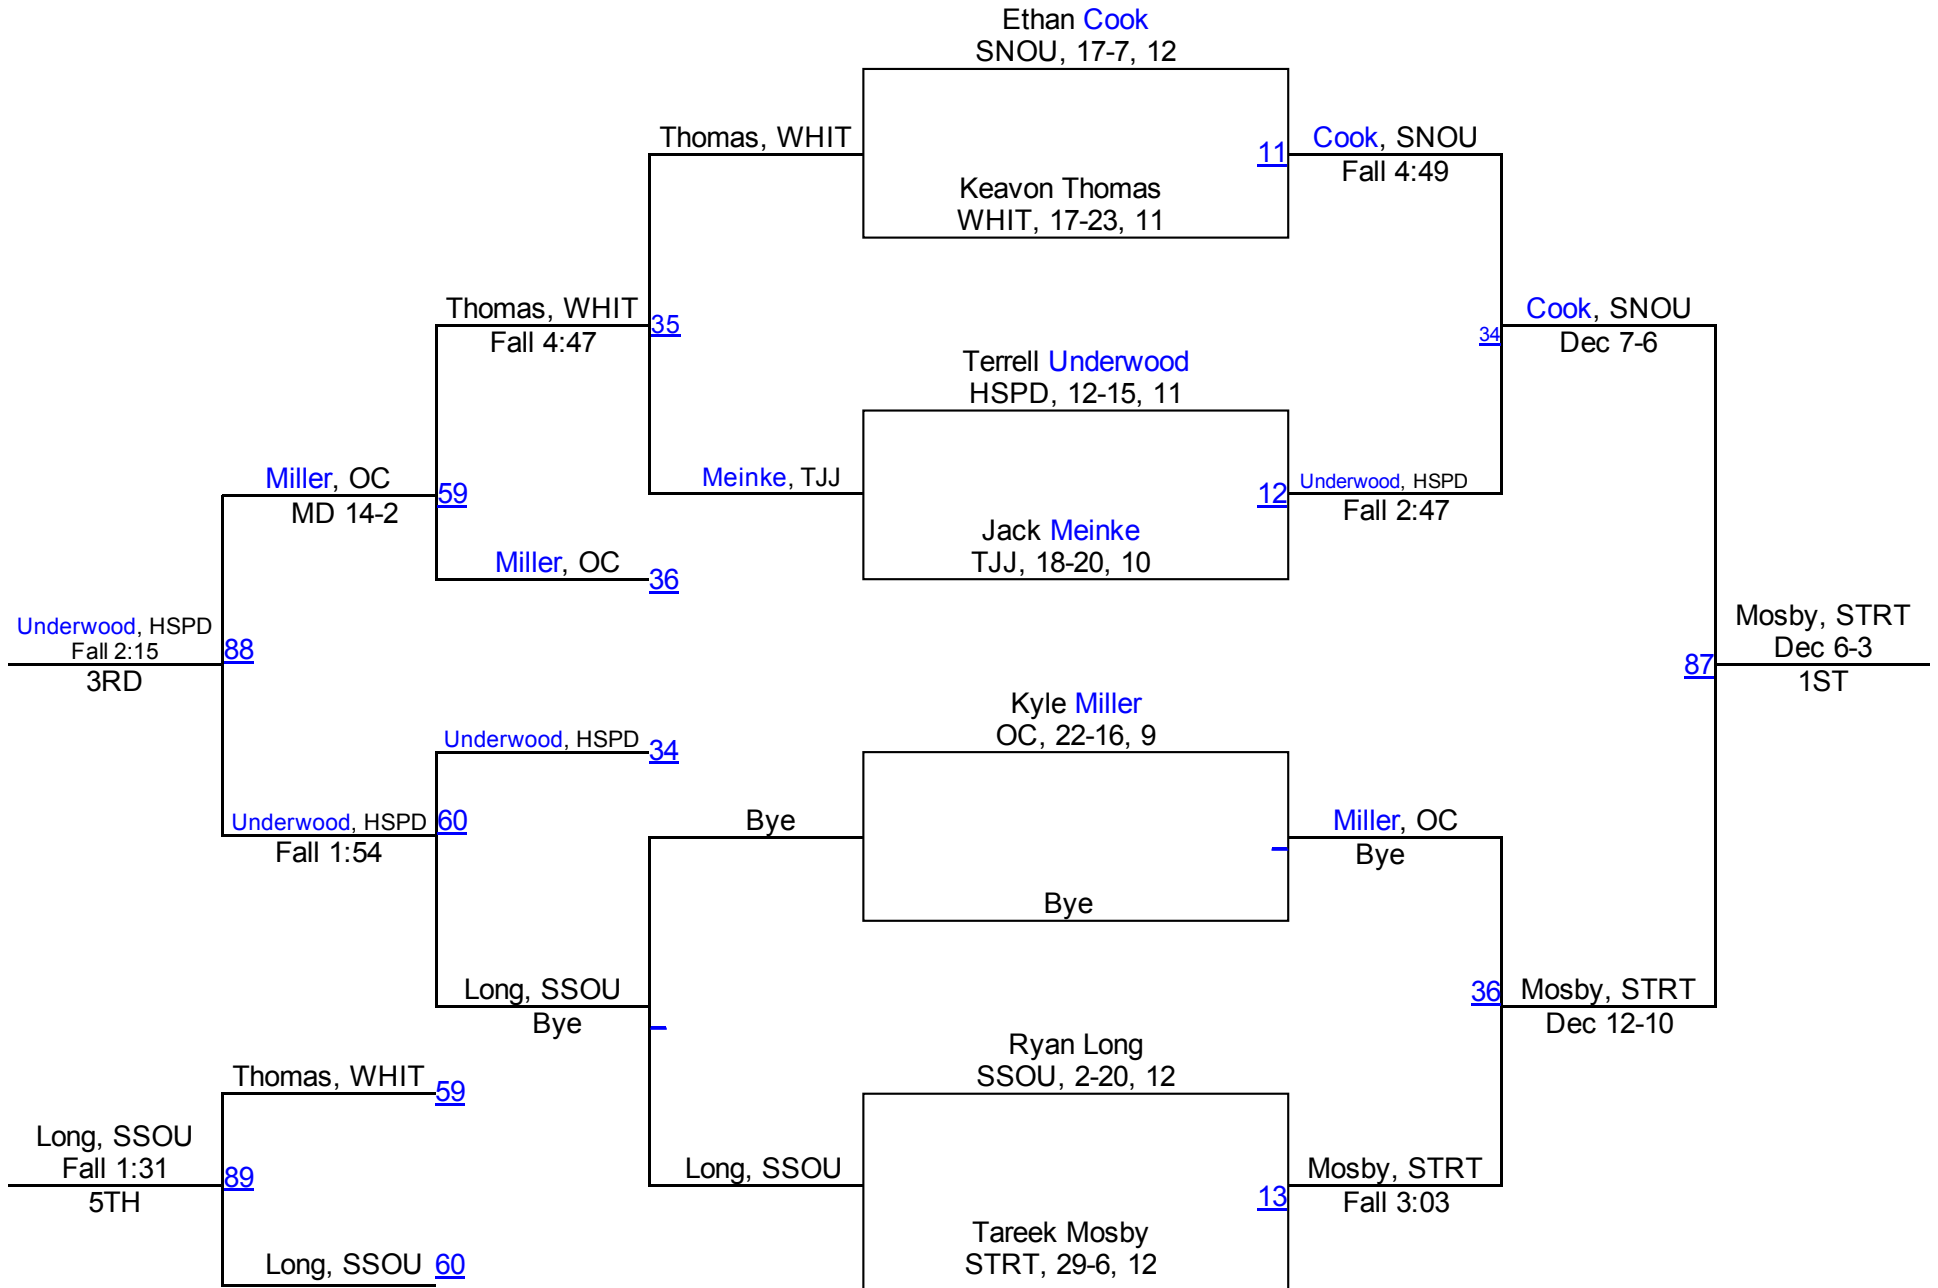 Ethan Cook
SNOU, 17-7, 12
Thomas, WHIT
11
Cook, SNOU
Fall 4:49
Keavon Thomas
WHIT, 17-23, 11
Thomas, WHIT
Fall 4:47
35
34
Cook, SNOU
Dec 7-6
Terrell Underwood
HSPD, 12-15, 11
Miller, OC
MD 14-2
59
Meinke, TJJ
12
Underwood, HSPD
Fall 2:47
Jack Meinke
TJJ, 18-20, 10
Miller, OC
36
Underwood, HSPD
Fall 2:15
3RD
88
87
Mosby, STRT
Dec 6-3
1ST
Kyle Miller
OC, 22-16, 9
Underwood, HSPD
34
Underwood, HSPD
Fall 1:54
60
Bye
Miller, OC
Bye
Bye
Long, SSOU
Bye
36
Mosby, STRT
Dec 12-10
Ryan Long
SSOU, 2-20, 12
Thomas, WHIT
59
Long, SSOU
Fall 1:31
5TH
89
Long, SSOU
13
Mosby, STRT
Fall 3:03
Tareek Mosby
STRT, 29-6, 12
Long, SSOU
60